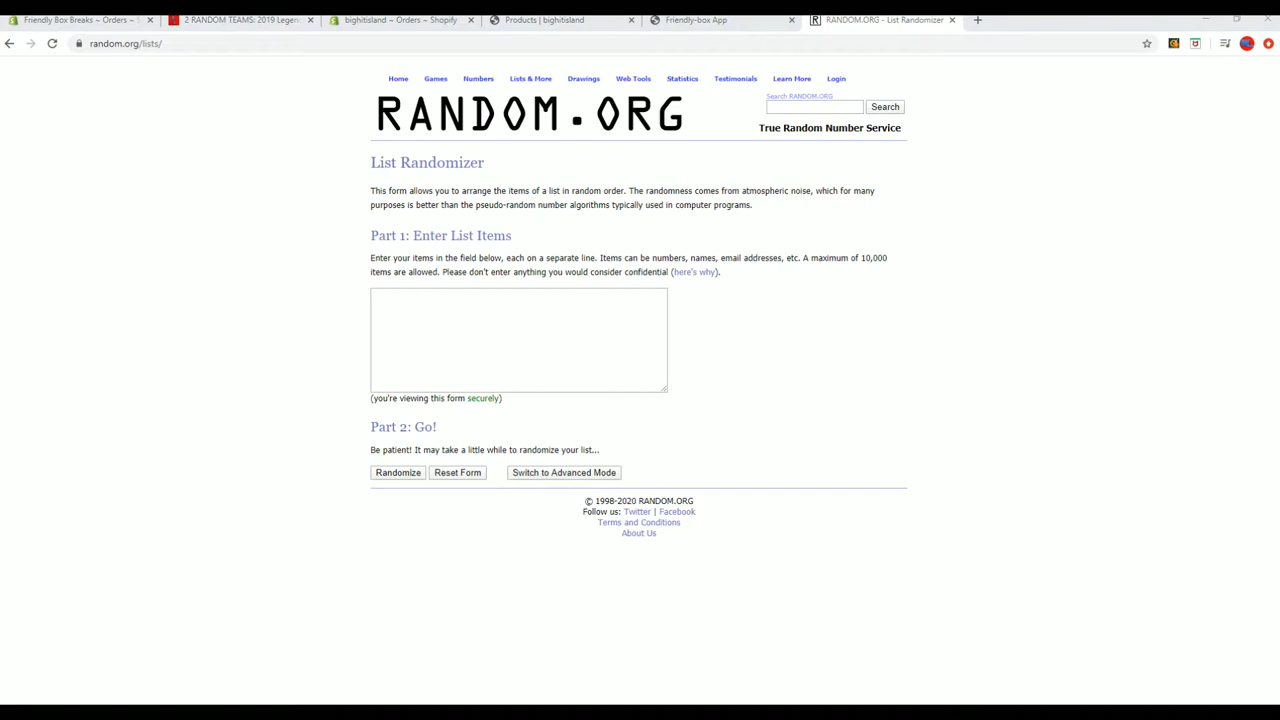 Friendly Box Breaks ~ Orders ~ S
2 RANDOM TEAMS: 2019 Legen
bighitisland ~ Orders ~ Shopify
Products | bighitisland
Friendly-box App
RANDOM.ORG - List Randomizer
random.org/lists/
Home Games Numbers Lists & More Drawings Web Tools Statistics Testimonials Learn More Login
RANDOM.ORG
Search RANDOM.ORG
Search
True Random Number Service
List Randomizer
This form allows you to arrange the items of a list in random order. The randomness comes from atmospheric noise, which for many
purposes is better than the pseudo-random number algorithms typically used in computer programs.
Part 1: Enter List Items
Enter your items in the field below, each on a separate line. Items can be numbers, names, email addresses, etc. A maximum of 10,000
items are allowed. Please don't enter anything you would consider confidential (here's why).
(you're viewing this form securely)
Part 2: Go!
Be patient! It may take a little while to randomize your list...
Randomize Reset Form Switch to Advanced Mode
© 1998-2020 RANDOM.ORG
Follow us: Twitter | Facebook
Terms and Conditions
About Us